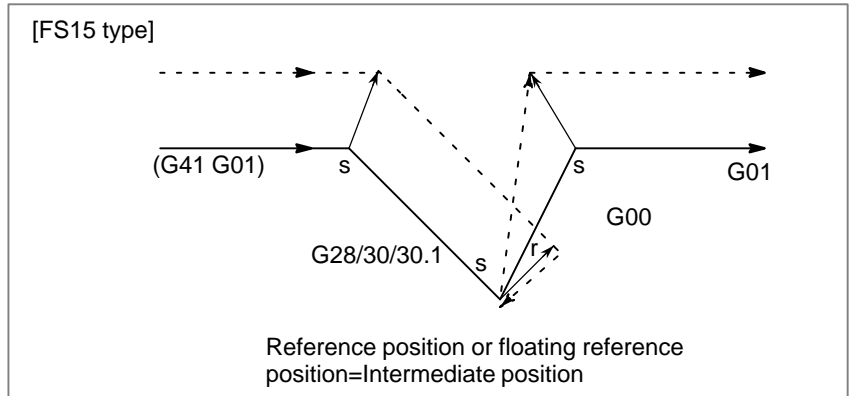 [FS15 type]
(G41 G01)
s
s
G01
G00
G28/30/30.1
s
r
Reference position or floating reference
position=Intermediate position